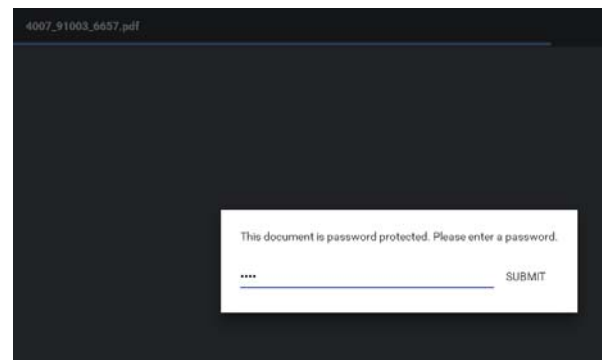 4007_91003_6657.pdf
This document is password protected. Please enter a password.
••••
SUBMIT